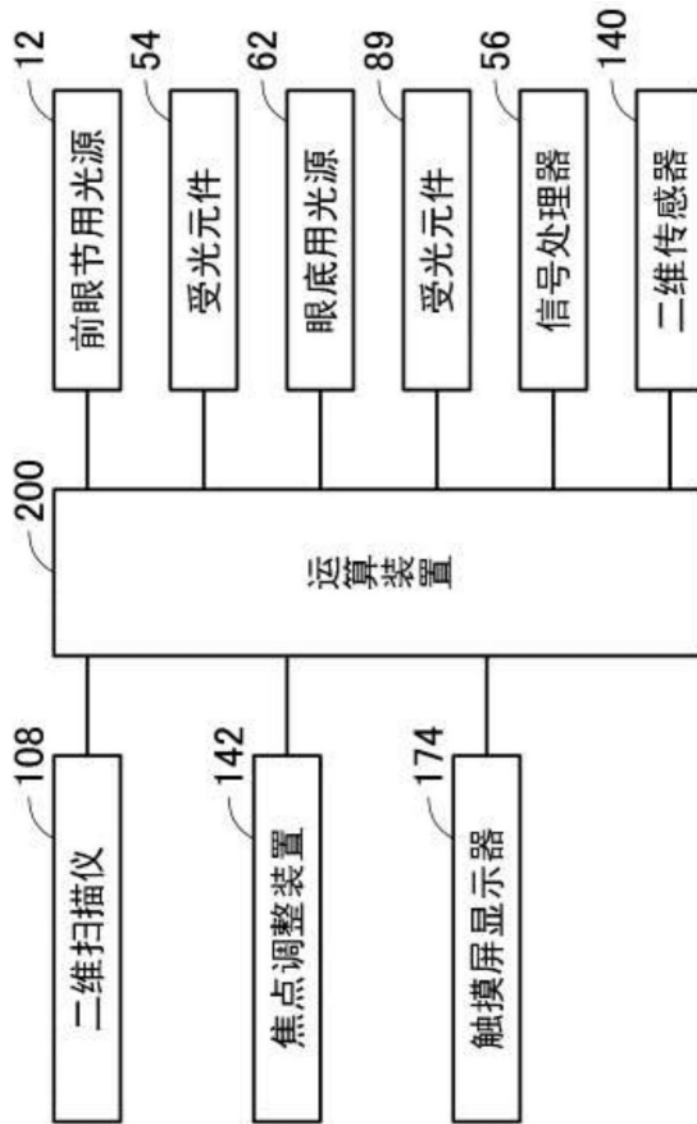 200
运算装置
108
二维扫描仪
142
焦点调整装置
174
触摸屏显示器
12
前眼节用光源
54
受光元件
62
眼底用光源
89
受光元件
56
信号处理器
140
二维传感器